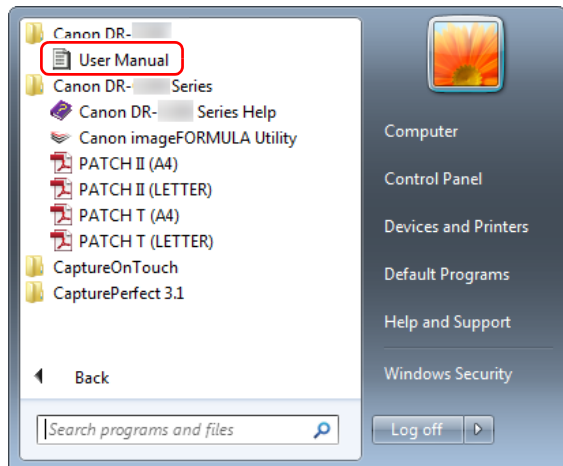 Canon DR-
User Manual
Canon DR- Series
Canon DR- Series Help
Canon imageFORMULA Utility
PATCH II (A4)
PATCH II (LETTER)
PATCH T (A4)
PATCH T (LETTER)
CaptureOnTouch
CapturePerfect 3.1
Back
Search programs and files
Computer
Control Panel
Devices and Printers
Default Programs
Help and Support
Windows Security
Log off